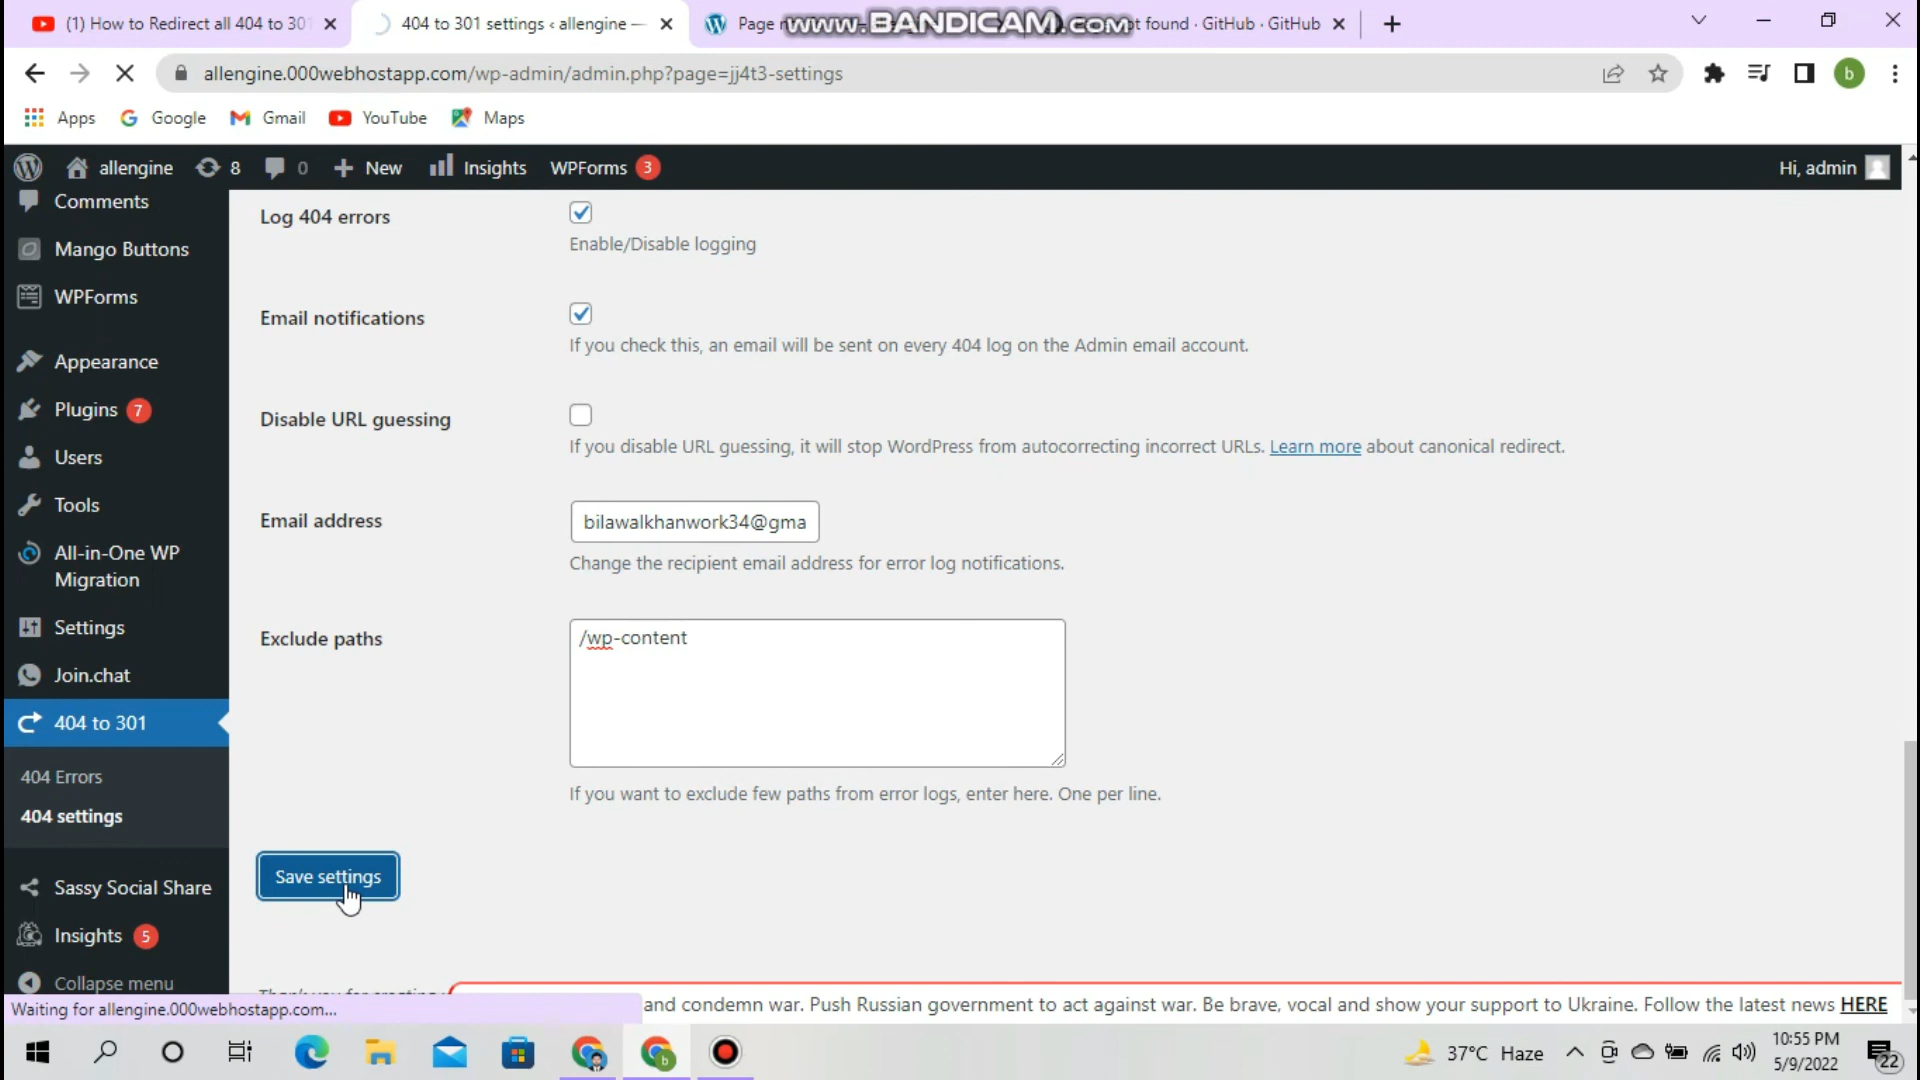 (1) How to Redirect all 404 to 301
404 to 301 settings ‹ allengine —
Page
www.BANDICAM.com
t found · GitHub · GitHub
allengine.000webhostapp.com/wp-admin/admin.php?page=jj4t3-settings
b
Apps
Google
Gmail
YouTube
Maps
allengine
8
0
New
Insights
WPForms 3
Hi, admin
Comments
Mango Buttons
WPForms
Appearance
Plugins 7
Users
Tools
All-in-One WP
Migration
Settings
Join.chat
404 to 301
404 Errors
404 settings
Sassy Social Share
Insights 5
Collapse menu
Log 404 errors
Enable/Disable logging
Email notifications
If you check this, an email will be sent on every 404 log on the Admin email account.
Disable URL guessing
If you disable URL guessing, it will stop WordPress from autocorrecting incorrect URLs. Learn more about canonical redirect.
Email address
bilawalkhanwork34@gma
Change the recipient email address for error log notifications.
Exclude paths
/wp-content
If you want to exclude few paths from error logs, enter here. One per line.
Save settings
and condemn war. Push Russian government to act against war. Be brave, vocal and show your support to Ukraine. Follow the latest news HERE
Waiting for allengine.000webhostapp.com...
37°C Haze
10:55 PM
5/9/2022
22